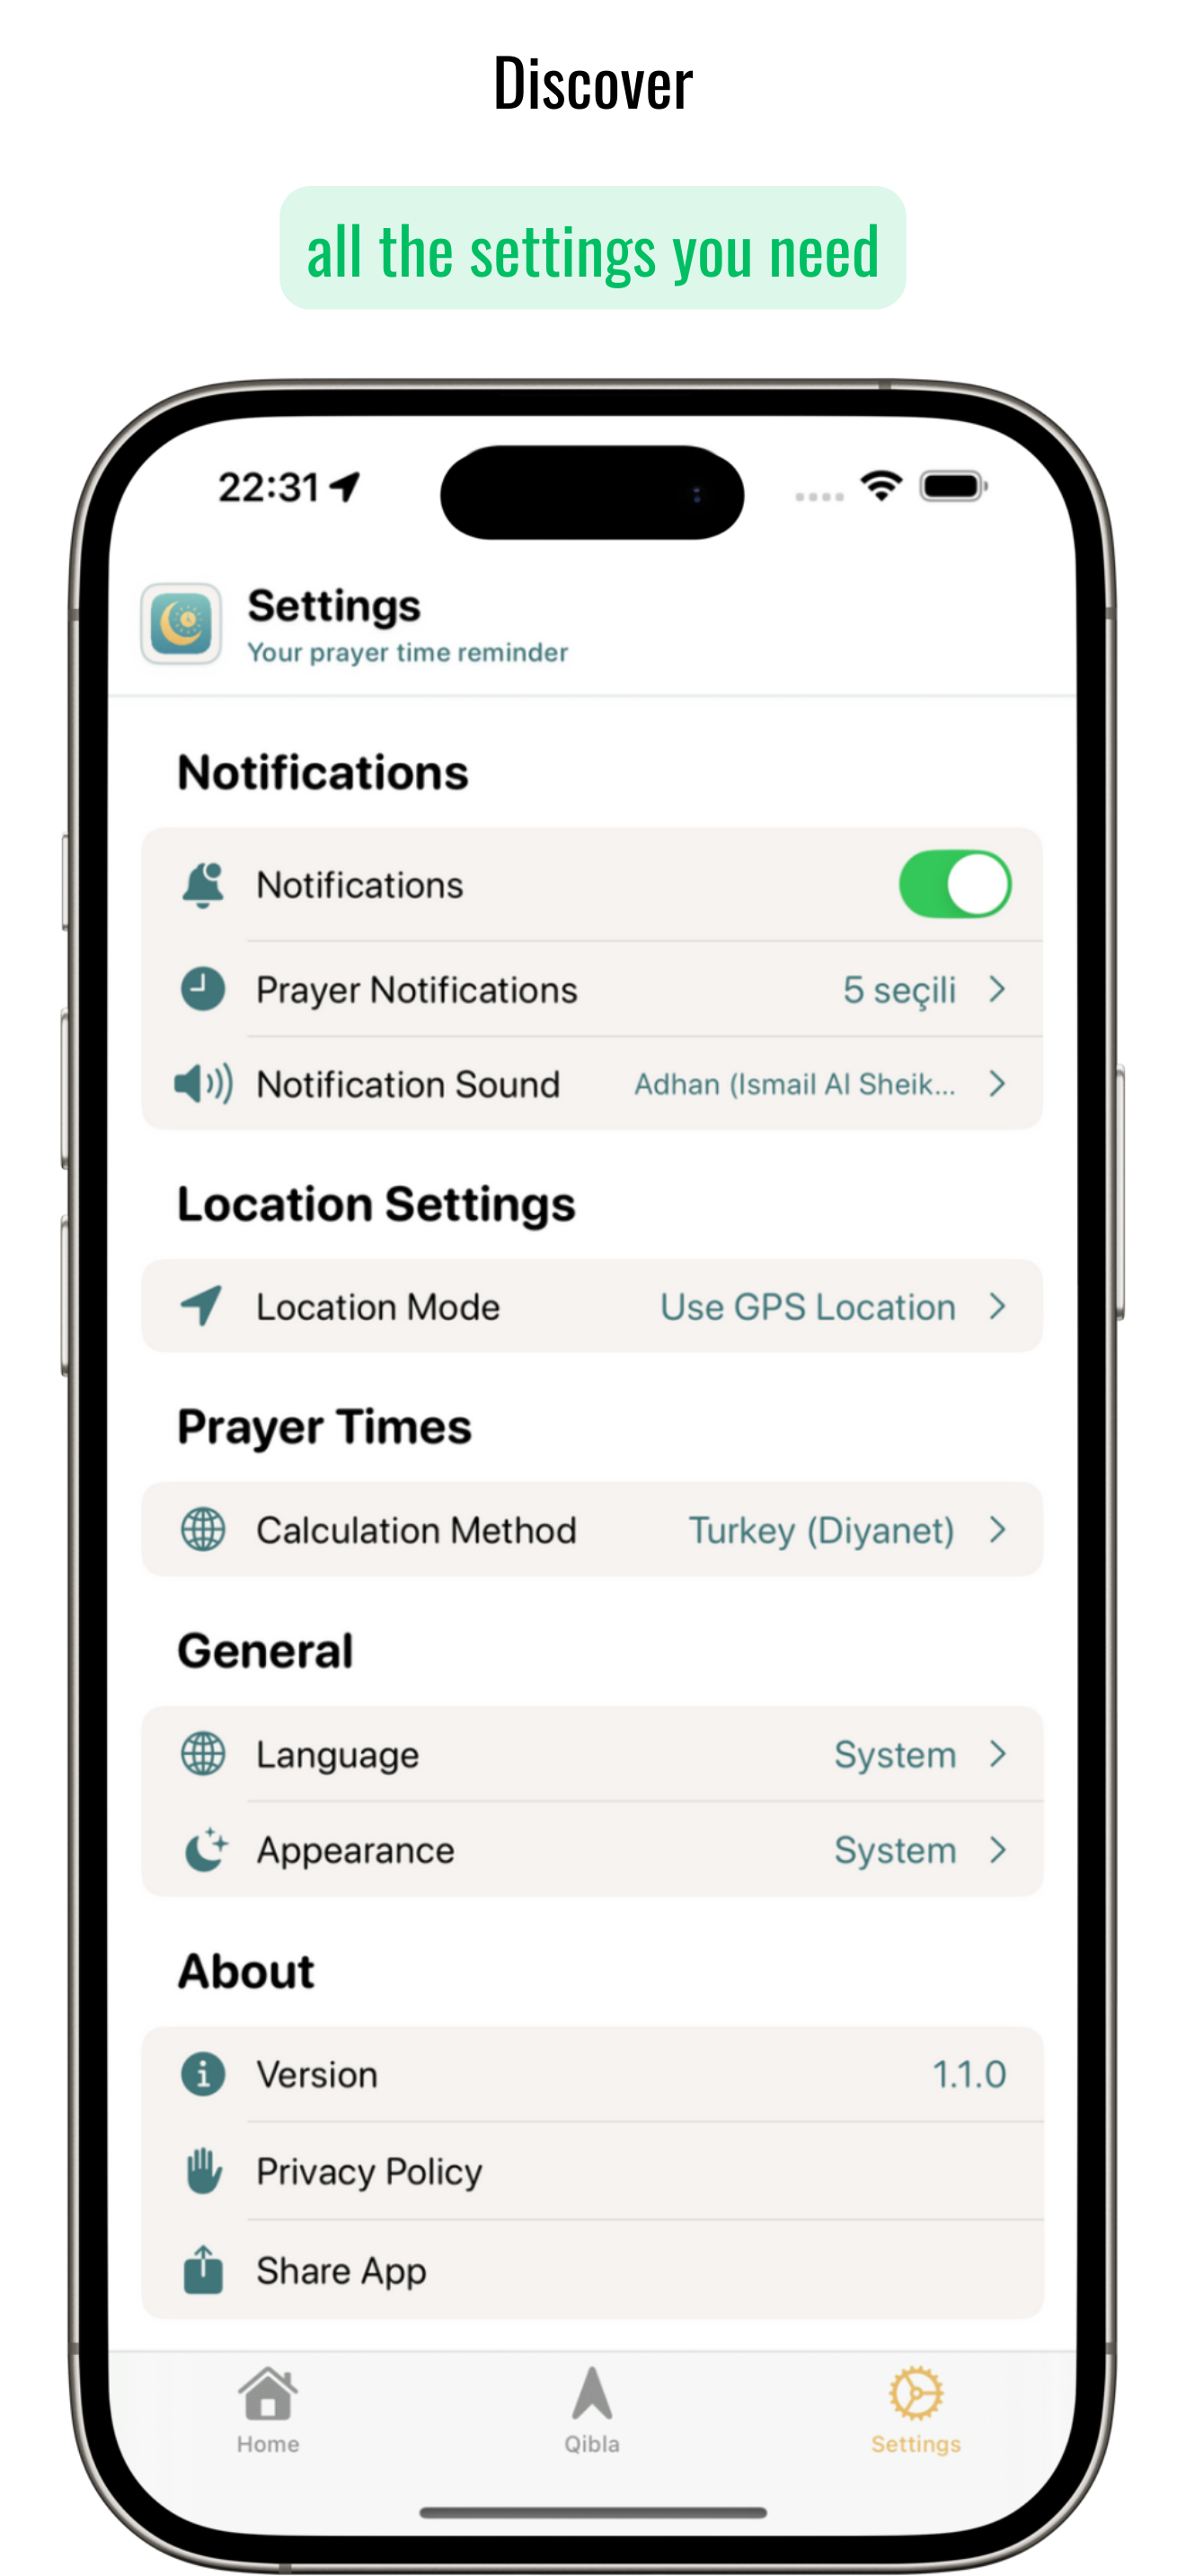 Discover
all the settings you need
22:31
Settings
Your prayer time reminder
Notifications
Notifications
Prayer Notifications 5 seçili
Notification Sound Adhan (Ismail Al Sheik...
Location Settings
Location Mode Use GPS Location
Prayer Times
Calculation Method Turkey (Diyanet)
General
Language System
Appearance System
About
Version 1.1.0
Privacy Policy
Share App
Home Qibla Settings